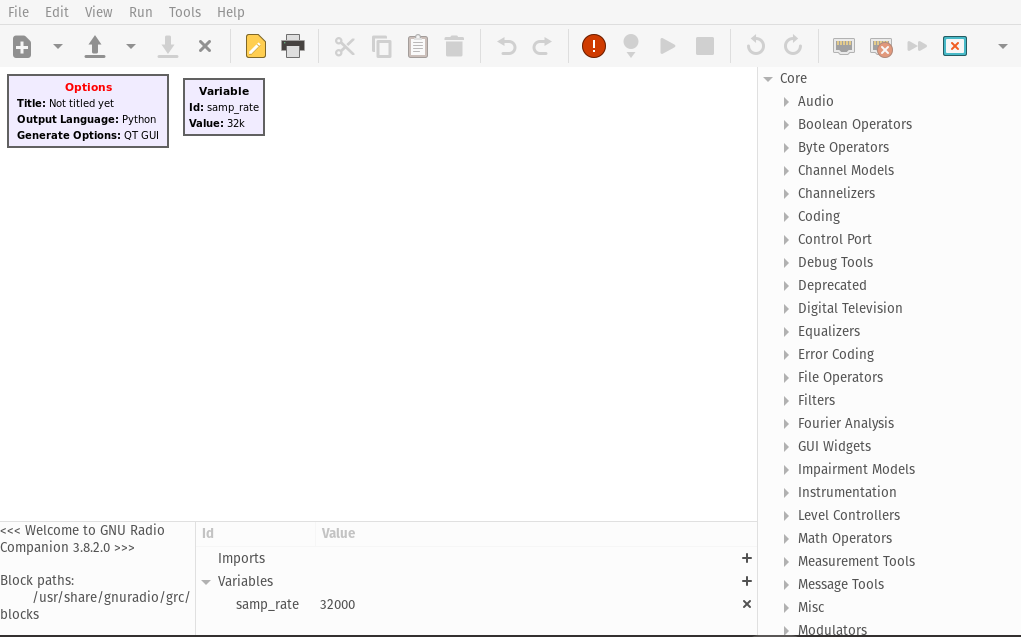 File Edit View Run Tools Help
Options
Title: Not titled yet
Output Language: Python
Generate Options: QT GUI
Variable
Id: samp_rate
Value: 32k
Core
Audio
Boolean Operators
Byte Operators
Channel Models
Channelizers
Coding
Control Port
Debug Tools
Deprecated
Digital Television
Equalizers
Error Coding
File Operators
Filters
Fourier Analysis
GUI Widgets
Impairment Models
Instrumentation
Level Controllers
Math Operators
Measurement Tools
Message Tools
Misc
Modulators
<<< Welcome to GNU Radio
Companion 3.8.2.0 >>>
Block paths:
/usr/share/gnuradio/grc/
blocks
Id Value
Imports
Variables
samp_rate 32000